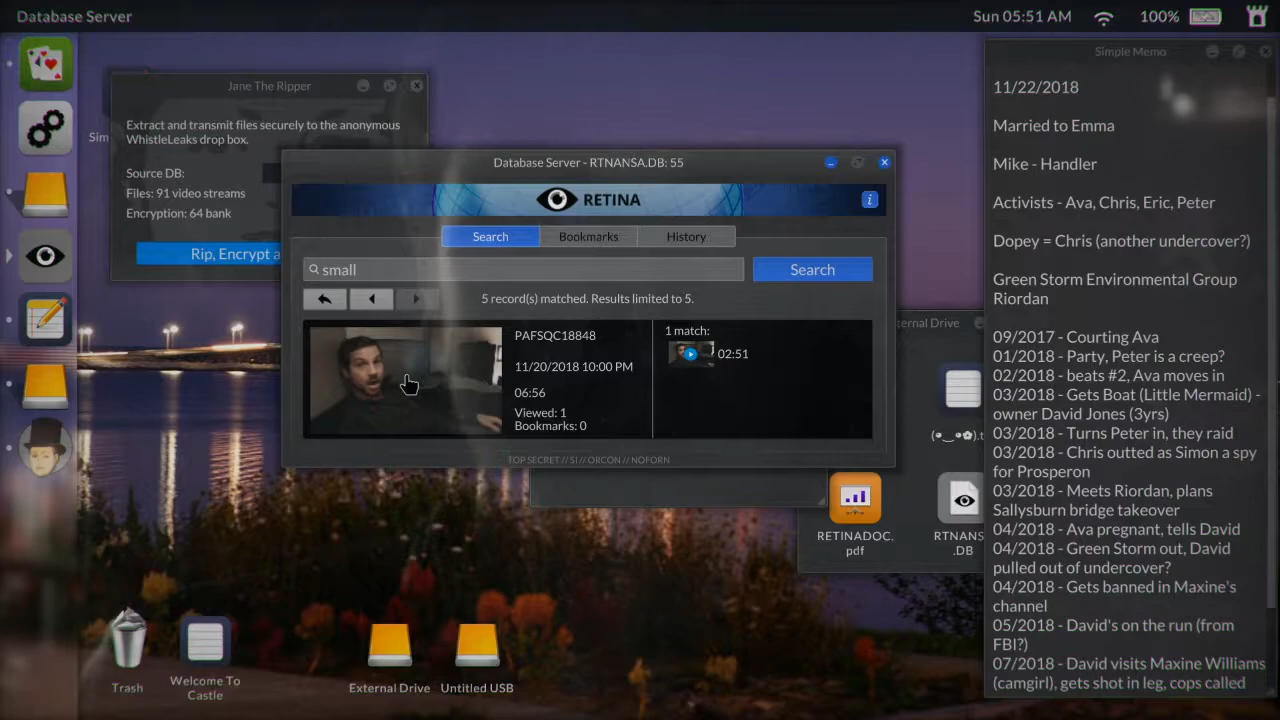 Database Server
Sun 05:51 AM
100%
Jane The Ripper
Extract and transmit files securely to the anonymous
WhistleLeaks drop box.
Source DB:
Files: 91 video streams
Encryption: 64 bank
Rip, Encrypt a
Sim
Database Server - RTNANSA.DB: 55
RETINA
i
Search
Bookmarks
History
small
Search
5 record(s) matched. Results limited to 5.
PAFSQC18848
11/20/2018 10:00 PM
06:56
Viewed: 1
Bookmarks: 0
1 match:
02:51
TOP SECRET // SI // ORCON // NOFORN
ernal Drive
RETINADOC.
pdf
RTNANS
.DB
Trash
Welcome To
Castle
External Drive
Untitled USB
Simple Memo
11/22/2018
Married to Emma
Mike - Handler
Activists - Ava, Chris, Eric, Peter
Dopey = Chris (another undercover?)
Green Storm Environmental Group
Riordan
09/2017 - Courting Ava
01/2018 - Party, Peter is a creep?
02/2018 - beats #2, Ava moves in
03/2018 - Gets Boat (Little Mermaid) -
owner David Jones (3yrs)
03/2018 - Turns Peter in, they raid
03/2018 - Chris outted as Simon a spy
for Prosperon
03/2018 - Meets Riordan, plans
Sallysburn bridge takeover
04/2018 - Ava pregnant, tells David
04/2018 - Green Storm out, David
pulled out of undercover?
04/2018 - Gets banned in Maxine's
channel
05/2018 - David's on the run (from
FBI?)
07/2018 - David visits Maxine Williams
(camgirl), gets shot in leg, cops called